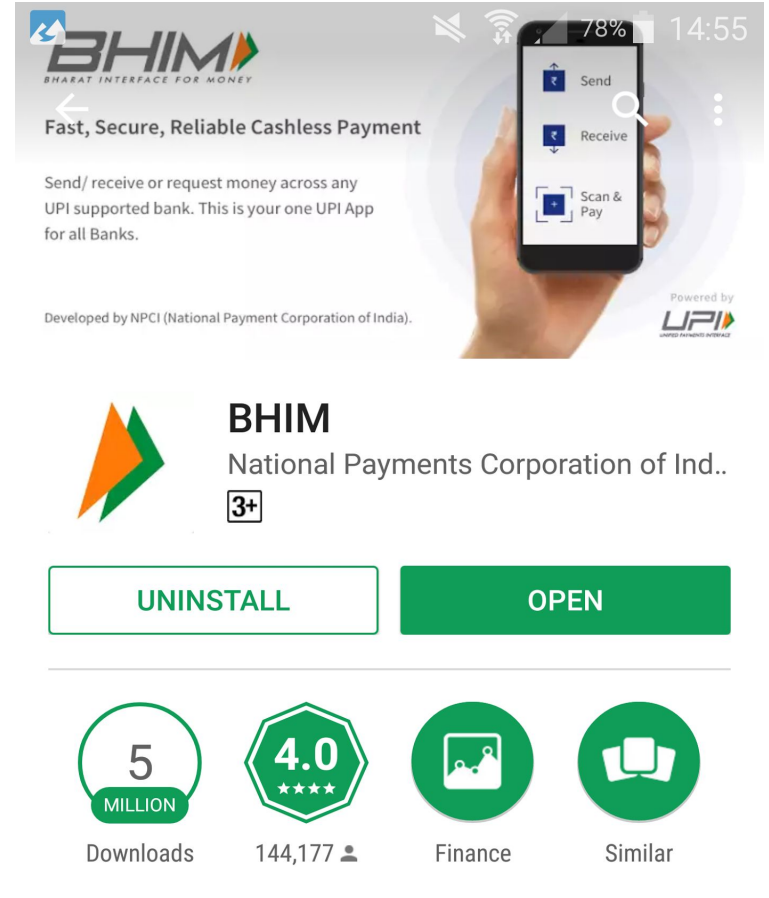 78% 14:55
BHIM
BHARAT INTERFACE FOR MONEY
Fast, Secure, Reliable Cashless Payment
Send/ receive or request money across any
UPI supported bank. This is your one UPI App
for all Banks.
Developed by NPCI (National Payment Corporation of India).
₹ Send
₹ Receive
Scan &
Pay
Powered by
UPI
UNIFIED PAYMENTS INTERFACE
BHIM
National Payments Corporation of Ind..
3+
UNINSTALL
OPEN
5
MILLION
Downloads
4.0
144,177
Finance
Similar